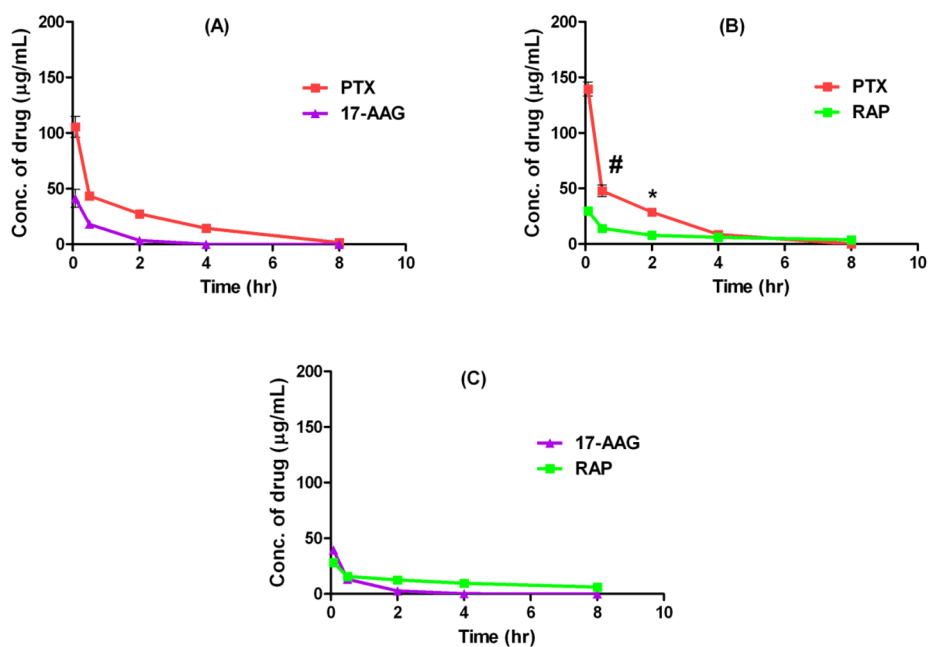 (A)
Conc. of drug (μg/mL)
200
150
100
50
0
PTX
17-AAG
0 2 4 6 8 10
Time (hr)
(B)
Conc. of drug (μg/mL)
200
150
100
50
0
PTX
RAP
#
*
0 2 4 6 8 10
Time (hr)
(C)
Conc. of drug (μg/mL)
200
150
100
50
0
17-AAG
RAP
0 2 4 6 8 10
Time (hr)